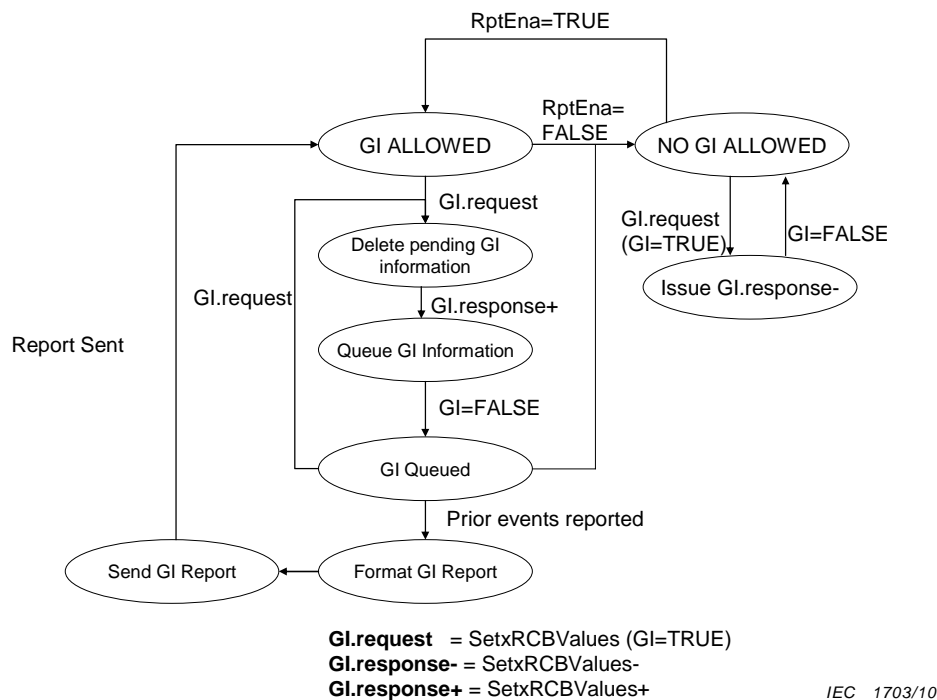 RptEna=TRUE
RptEna=
FALSE
GI ALLOWED
NO GI ALLOWED
GI.request
GI.request
(GI=TRUE)
GI=FALSE
Delete pending GI
information
GI.request
GI.response+
Issue GI.response-
Report Sent
Queue GI Information
GI=FALSE
GI Queued
Prior events reported
Send GI Report
Format GI Report
GI.request = SetxRCBValues (GI=TRUE)
GI.response- = SetxRCBValues-
GI.response+ = SetxRCBValues+
IEC 1703/10